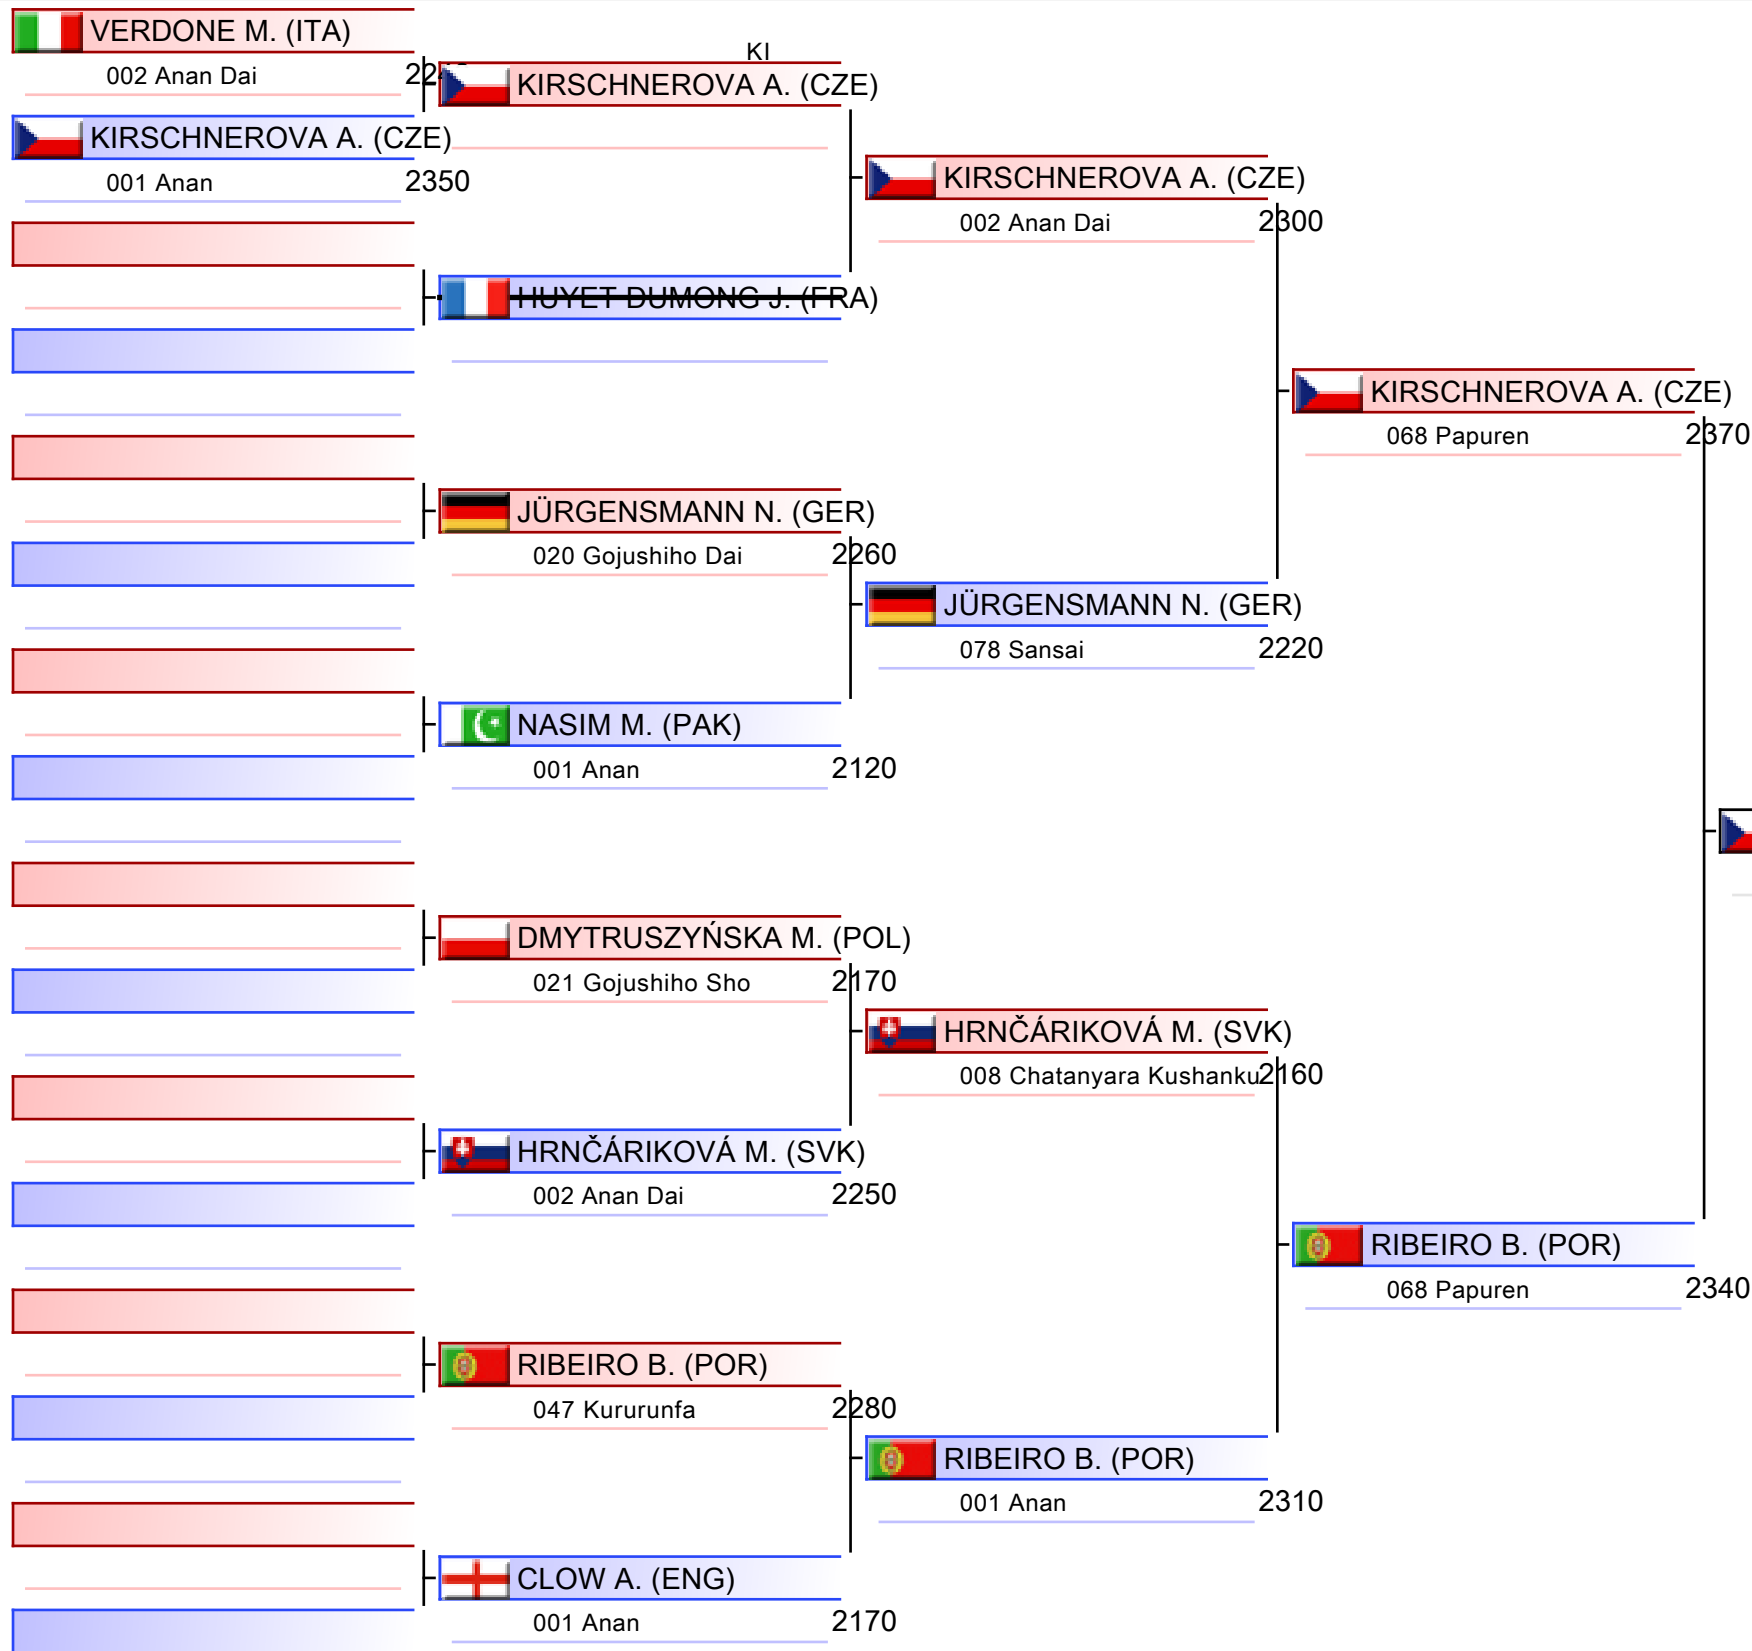 VERDONE M. (ITA)
002 Anan Dai
KIRSCHNEROVA A. (CZE)
001 Anan 2350
KI
KIRSCHNEROVA A. (CZE)
HUYET DUMONG J. (FRA)
JÜRGENSMANN N. (GER)
020 Gojushiho Dai 2260
NASIM M. (PAK)
001 Anan 2120
DMYTRUSZYŃSKA M. (POL)
021 Gojushiho Sho 2170
HRNČÁRIKOVÁ M. (SVK)
002 Anan Dai 2250
RIBEIRO B. (POR)
047 Kururunfa 2280
CLOW A. (ENG)
001 Anan 2170
KIRSCHNEROVA A. (CZE)
002 Anan Dai 2300
JÜRGENSMANN N. (GER)
078 Sansai 2220
HRNČÁRIKOVÁ M. (SVK)
008 Chatanyara Kushanku 2160
RIBEIRO B. (POR)
001 Anan 2310
KIRSCHNEROVA A. (CZE)
068 Papuren 2370
RIBEIRO B. (POR)
068 Papuren 2340